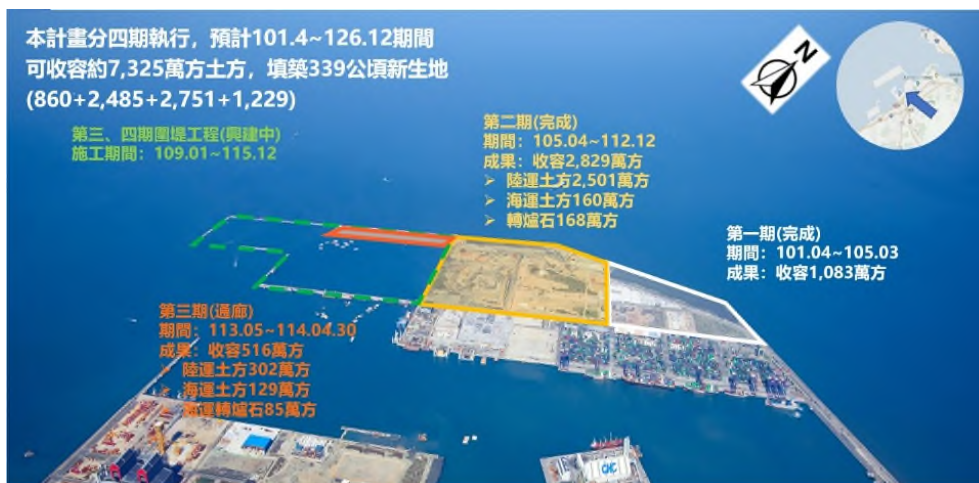 本計畫分四期執行，預計101.4~126.12期間
可收容約7,325萬方土方，填築339公頃新生地
(860+2,485+2,751+1,229)
第三、四期圍堤工程(興建中)
施工期間：109.01~115.12
第二期(完成)
期間：105.04~112.12
成果：收容2,829萬方
➢ 陸運土方2,501萬方
➢ 海運土方160萬方
➢ 轉爐石168萬方
第一期(完成)
期間：101.04~105.03
成果：收容1,083萬方
第三期(通廊)
期間：113.05~114.04.30
成果：收容516萬方
➢ 陸運土方302萬方
➢ 海運土方129萬方
➢ 海運轉爐石85萬方
N
CNC